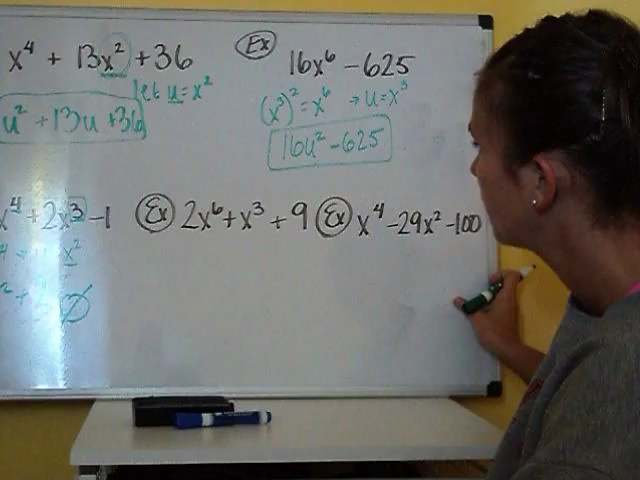 x⁴ + 13x² + 36
let u = x²
u² + 13u + 36
Ex 16x⁶ - 625
(x³)² = x⁶ → u = x³
16u² - 625
x⁴ + 2x³ - 1
x²
Ex 2x⁶ + x³ + 9
Ex x⁴ - 29x² - 100